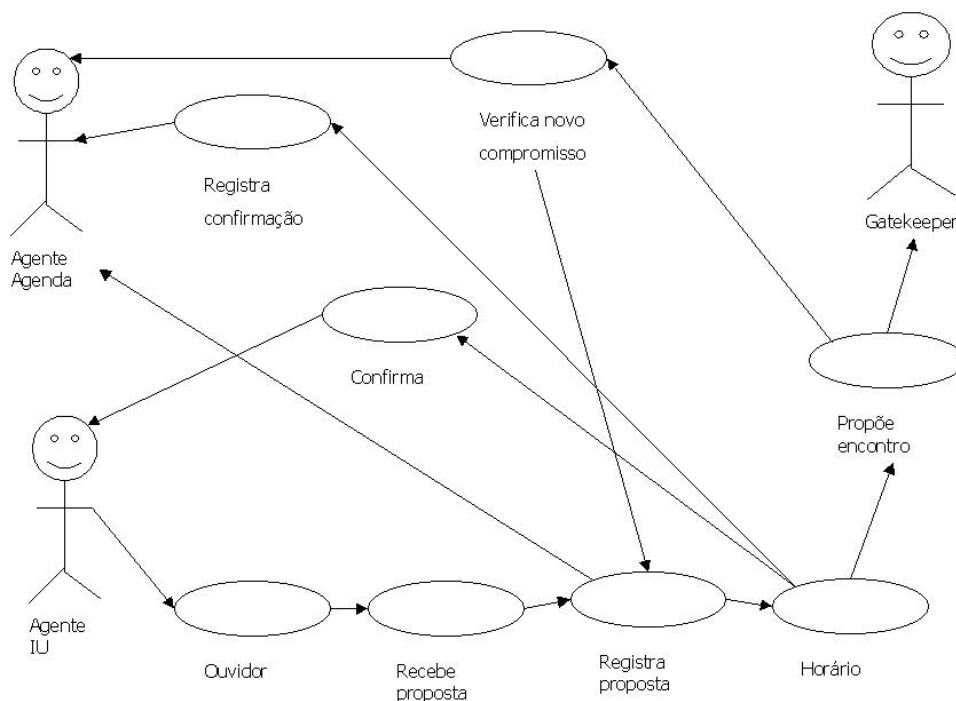 Verifica novo
compromisso
Registra
confirmação
Gatekeeper
Agente
Agenda
Confirma
Propõe
encontro
Agente
IU
Ouvidor
Recebe
proposta
Registra
proposta
Horário